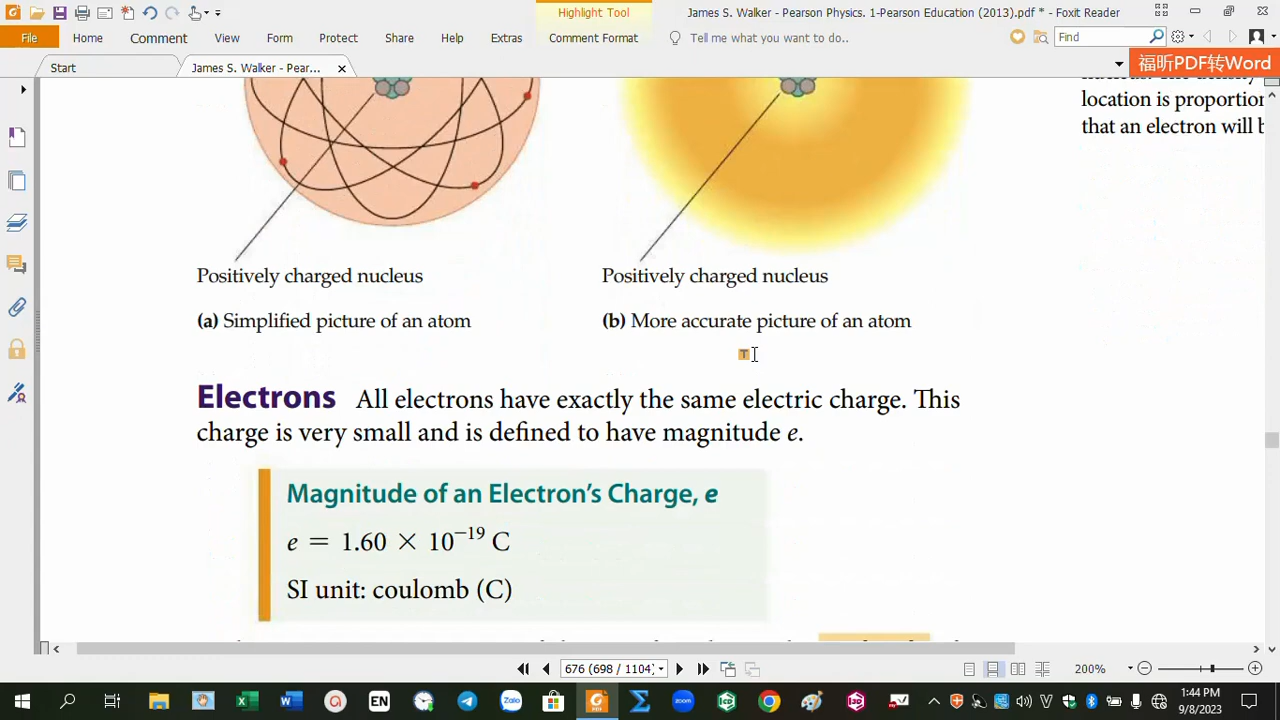 Highlight Tool
James S. Walker - Pearson Physics. 1-Pearson Education (2013).pdf * - Foxit Reader
File
Home
Comment
View
Form
Protect
Share
Help
Extras
Comment Format
Tell me what you want to do..
Find
Start
James S. Walker - Pear...
福昕PDF转Word
location is proportion
that an electron will b
Positively charged nucleus
Positively charged nucleus
(a) Simplified picture of an atom
(b) More accurate picture of an atom
T
Electrons All electrons have exactly the same electric charge. This
charge is very small and is defined to have magnitude e.
Magnitude of an Electron's Charge, e
e = 1.60 × 10⁻¹⁹ C
SI unit: coulomb (C)
676 (698 / 1104)
200%
EN
Zalo
zoom
V
1:44 PM
9/8/2023